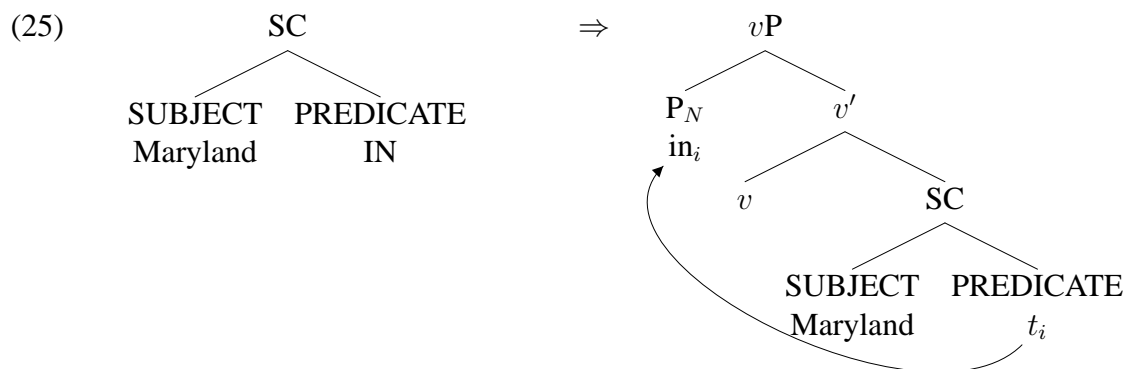 (25) SC ⇒ vP
SUBJECT PREDICATE P_N v′
Maryland IN in_i
v SC
SUBJECT PREDICATE
Maryland t_i